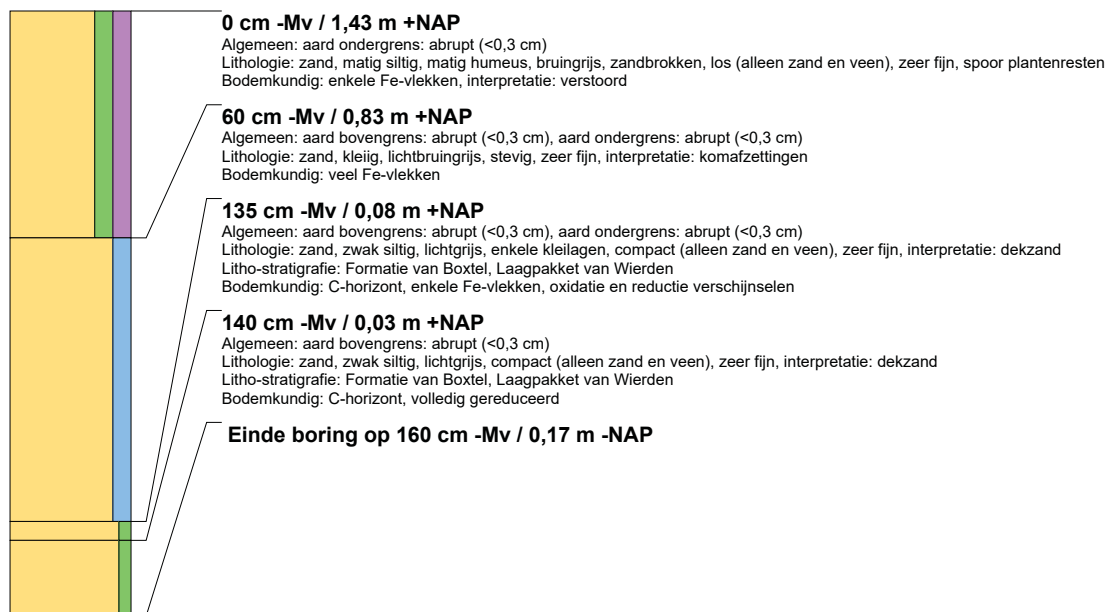 0 cm -Mv / 1,43 m +NAP
Algemeen: aard ondergrens: abrupt (<0,3 cm)
Lithologie: zand, matig siltig, matig humeus, bruingrijs, zandbrokken, los (alleen zand en veen), zeer fijn, spoor plantenresten
Bodemkundig: enkele Fe-vlekken, interpretatie: verstoord
60 cm -Mv / 0,83 m +NAP
Algemeen: aard bovengrens: abrupt (<0,3 cm), aard ondergrens: abrupt (<0,3 cm)
Lithologie: zand, kleiig, lichtbruingrijs, stevig, zeer fijn, interpretatie: komafzettingen
Bodemkundig: veel Fe-vlekken
135 cm -Mv / 0,08 m +NAP
Algemeen: aard bovengrens: abrupt (<0,3 cm), aard ondergrens: abrupt (<0,3 cm)
Lithologie: zand, zwak siltig, lichtgrijs, enkele kleilagen, compact (alleen zand en veen), zeer fijn, interpretatie: dekzand
Litho-stratigrafie: Formatie van Boxtel, Laagpakket van Wierden
Bodemkundig: C-horizont, enkele Fe-vlekken, oxidatie en reductie verschijnselen
140 cm -Mv / 0,03 m +NAP
Algemeen: aard bovengrens: abrupt (<0,3 cm)
Lithologie: zand, zwak siltig, lichtgrijs, compact (alleen zand en veen), zeer fijn, interpretatie: dekzand
Litho-stratigrafie: Formatie van Boxtel, Laagpakket van Wierden
Bodemkundig: C-horizont, volledig gereduceerd
Einde boring op 160 cm -Mv / 0,17 m -NAP